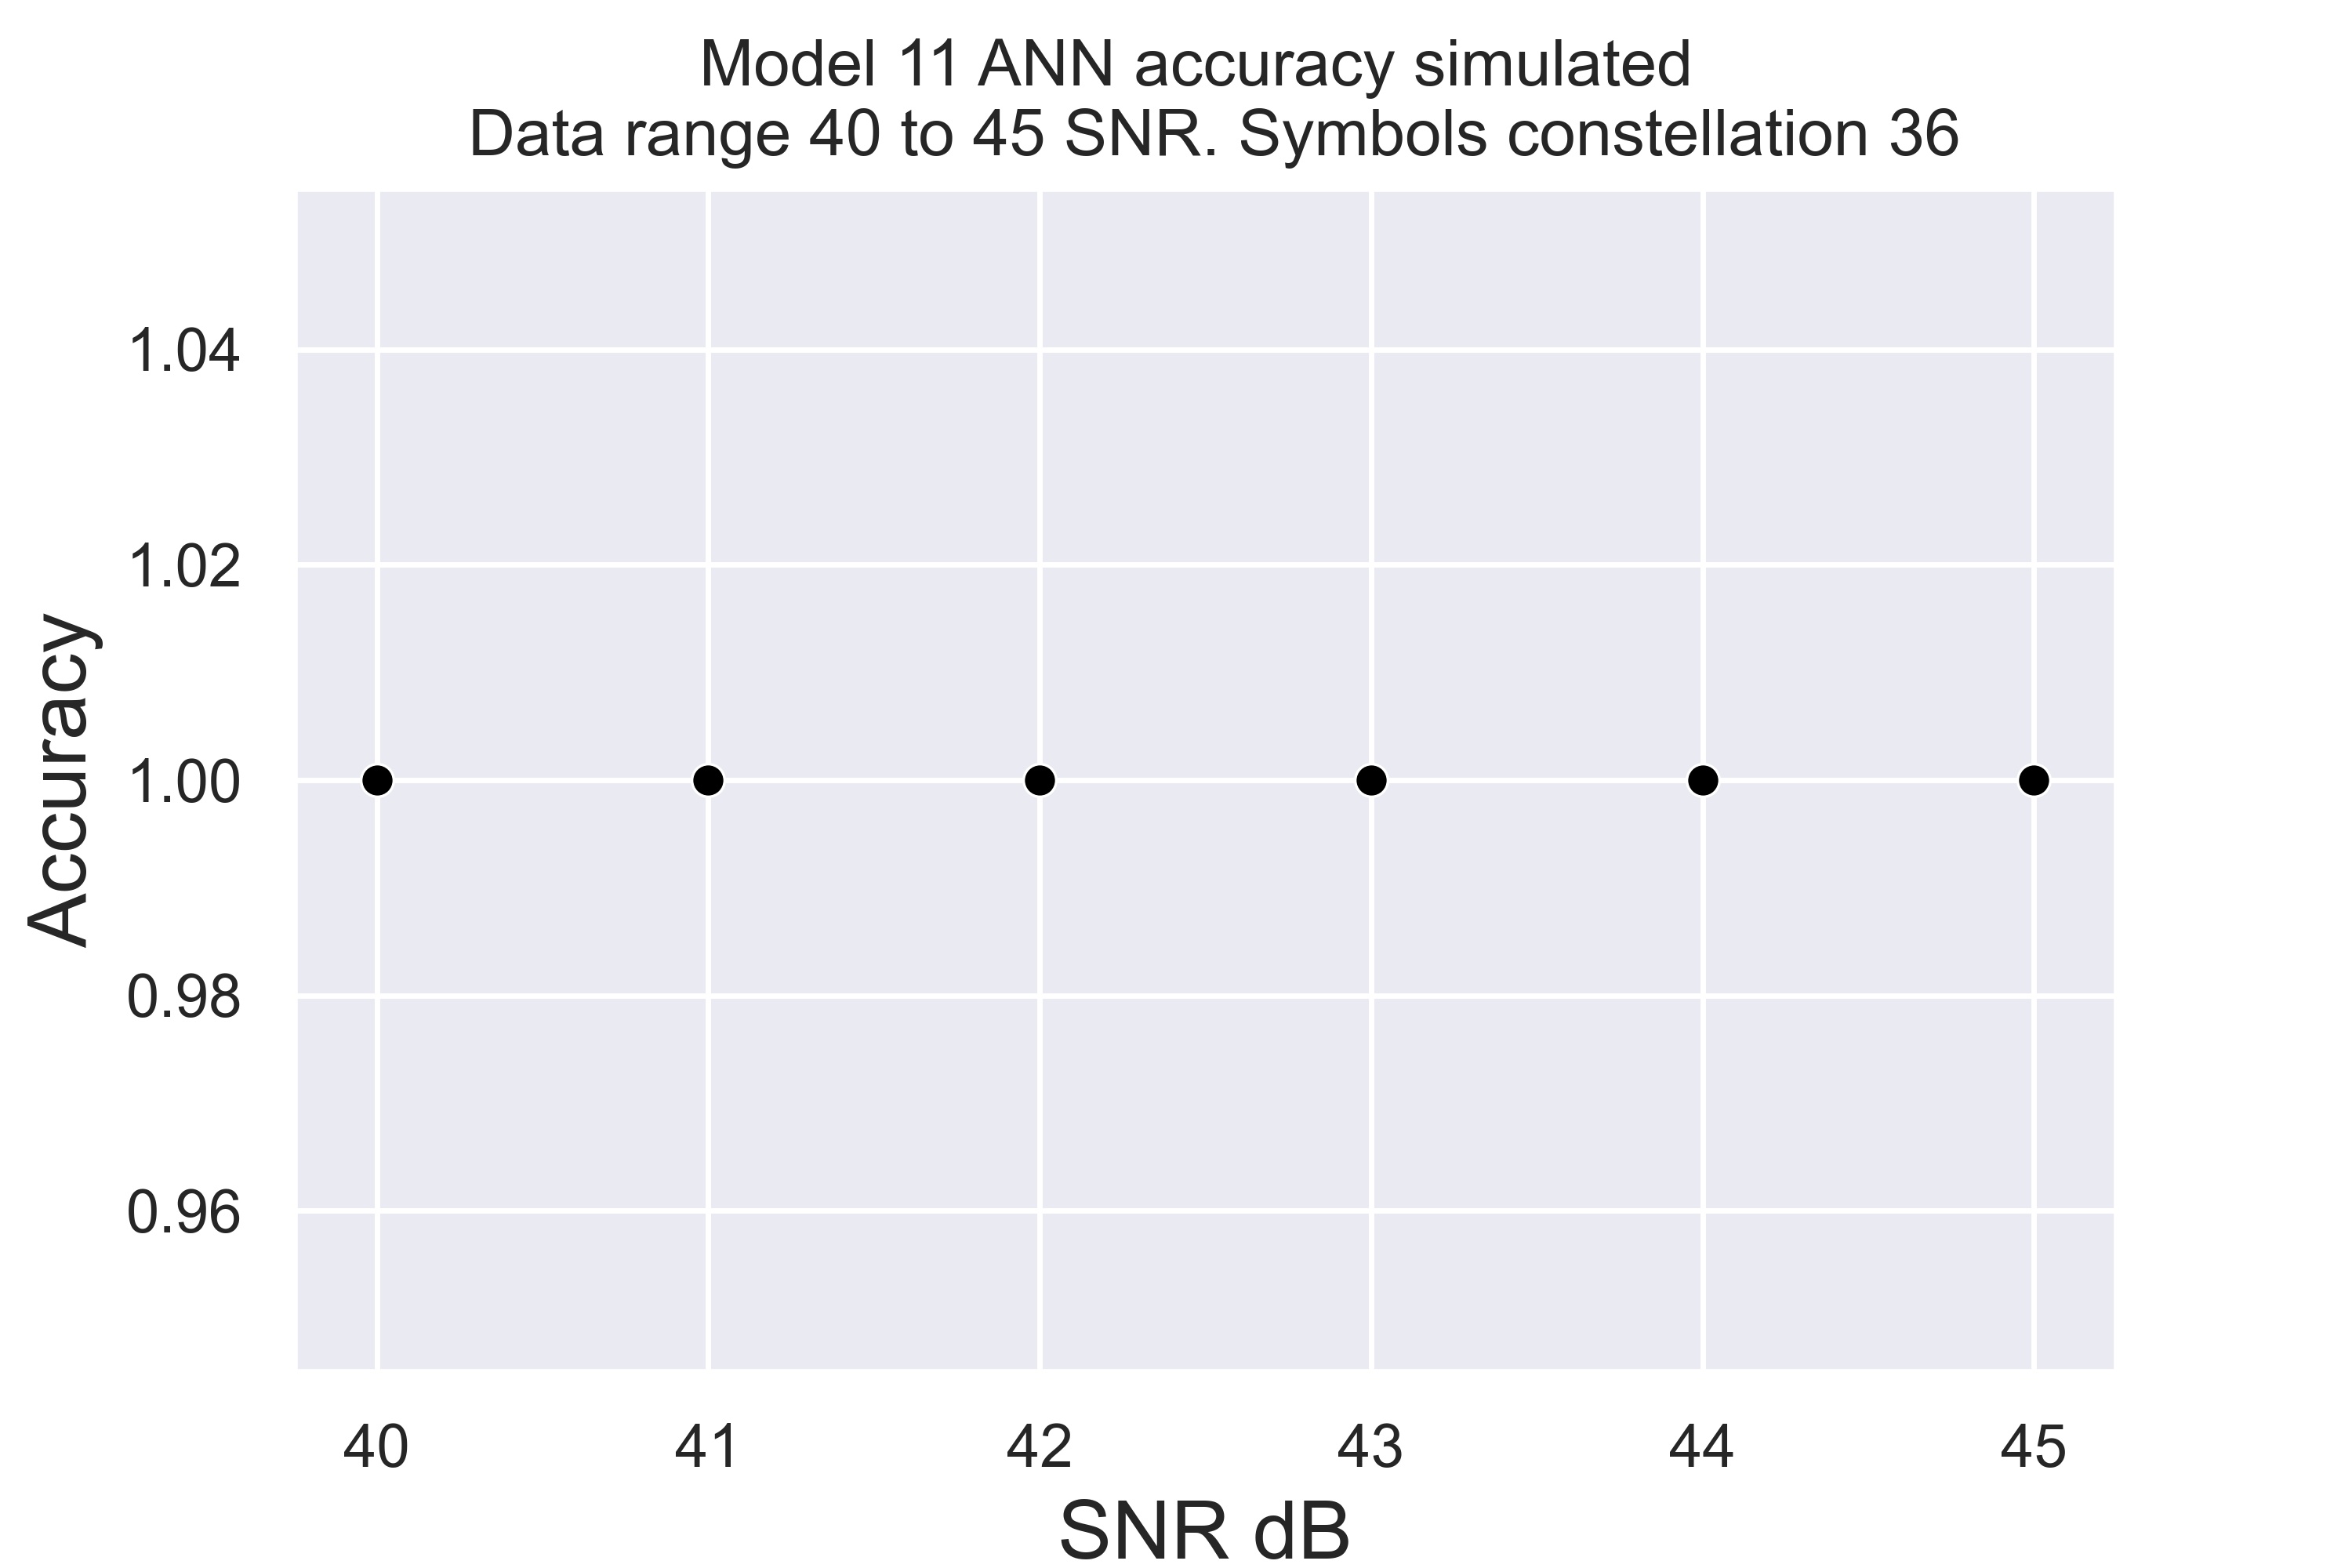 Model 11 ANN accuracy simulated
Data range 40 to 45 SNR. Symbols constellation 36
1.04
1.02
1.00
0.98
0.96
Accuracy
40 41 42 43 44 45
SNR dB